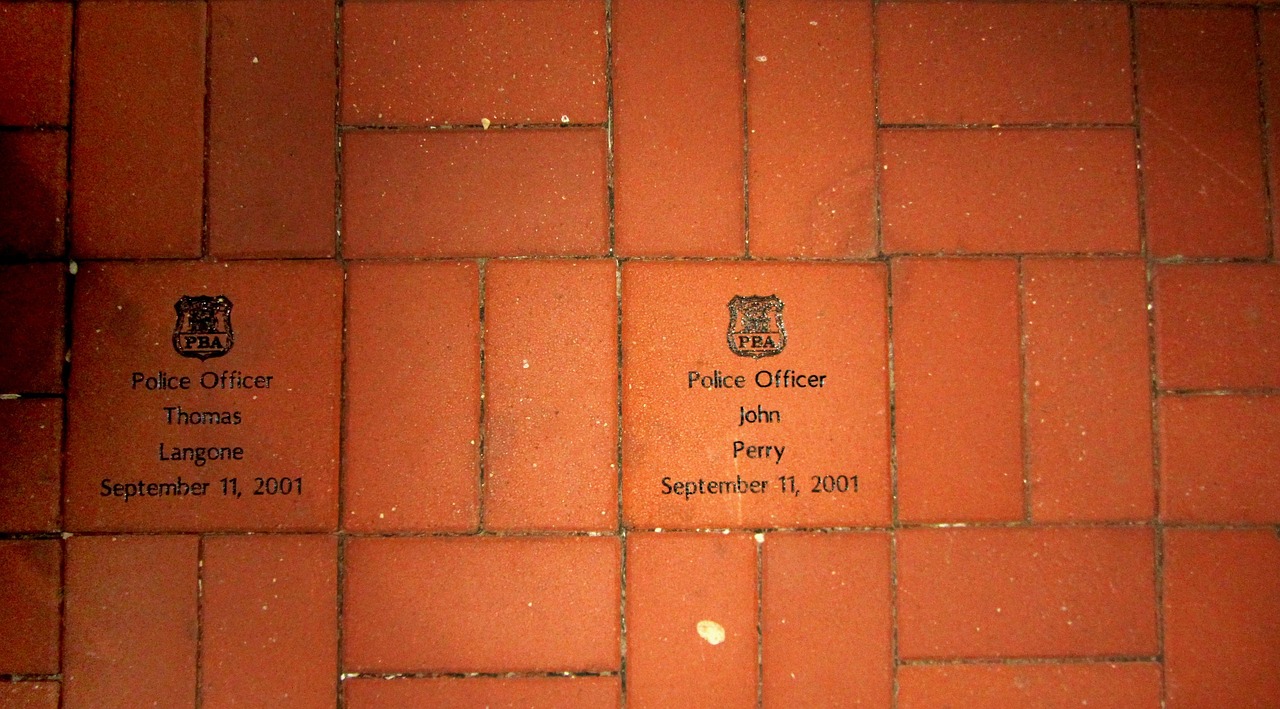 PBA
Police Officer
Thomas
Langone
September 11, 2001
PBA
Police Officer
John
Perry
September 11, 2001